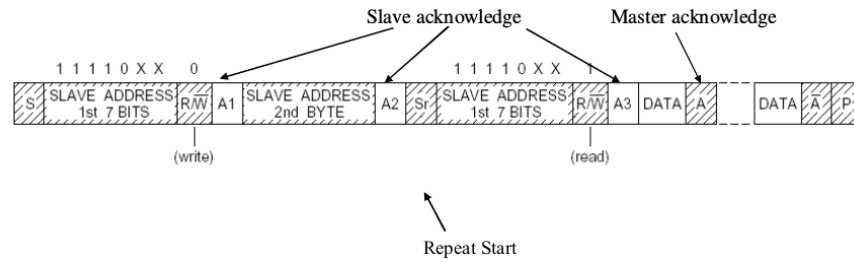 Slave acknowledge
Master acknowledge
1 1 1 1 0 X X 0
1 1 1 1 0 X X 1
S
SLAVE ADDRESS
1st 7 BITS
R/W̅
A1
SLAVE ADDRESS
2nd BYTE
A2
Sr
SLAVE ADDRESS
1st 7 BITS
R/W̅
A3
DATA
A
DATA
A̅
P
(write)
(read)
Repeat Start